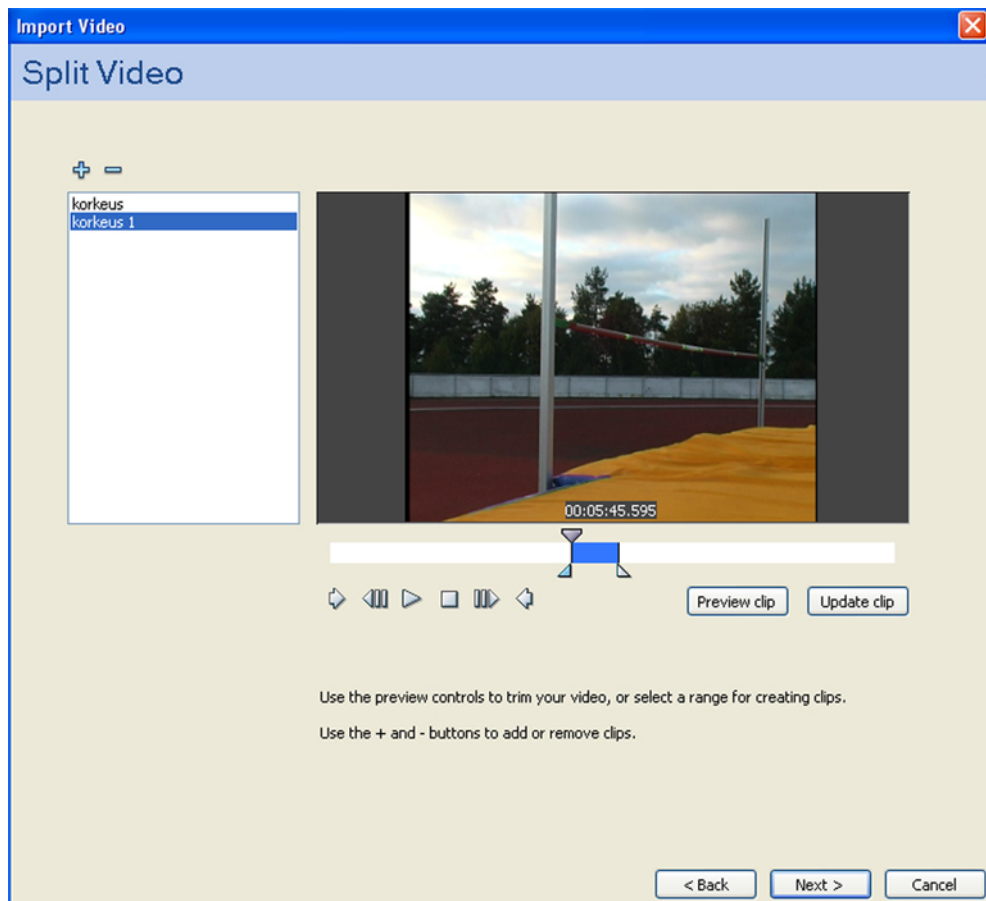 Import Video
Split Video
korkeus
korkeus 1
00:05:45.595
Preview clip
Update clip
Use the preview controls to trim your video, or select a range for creating clips.
Use the + and - buttons to add or remove clips.
< Back
Next >
Cancel